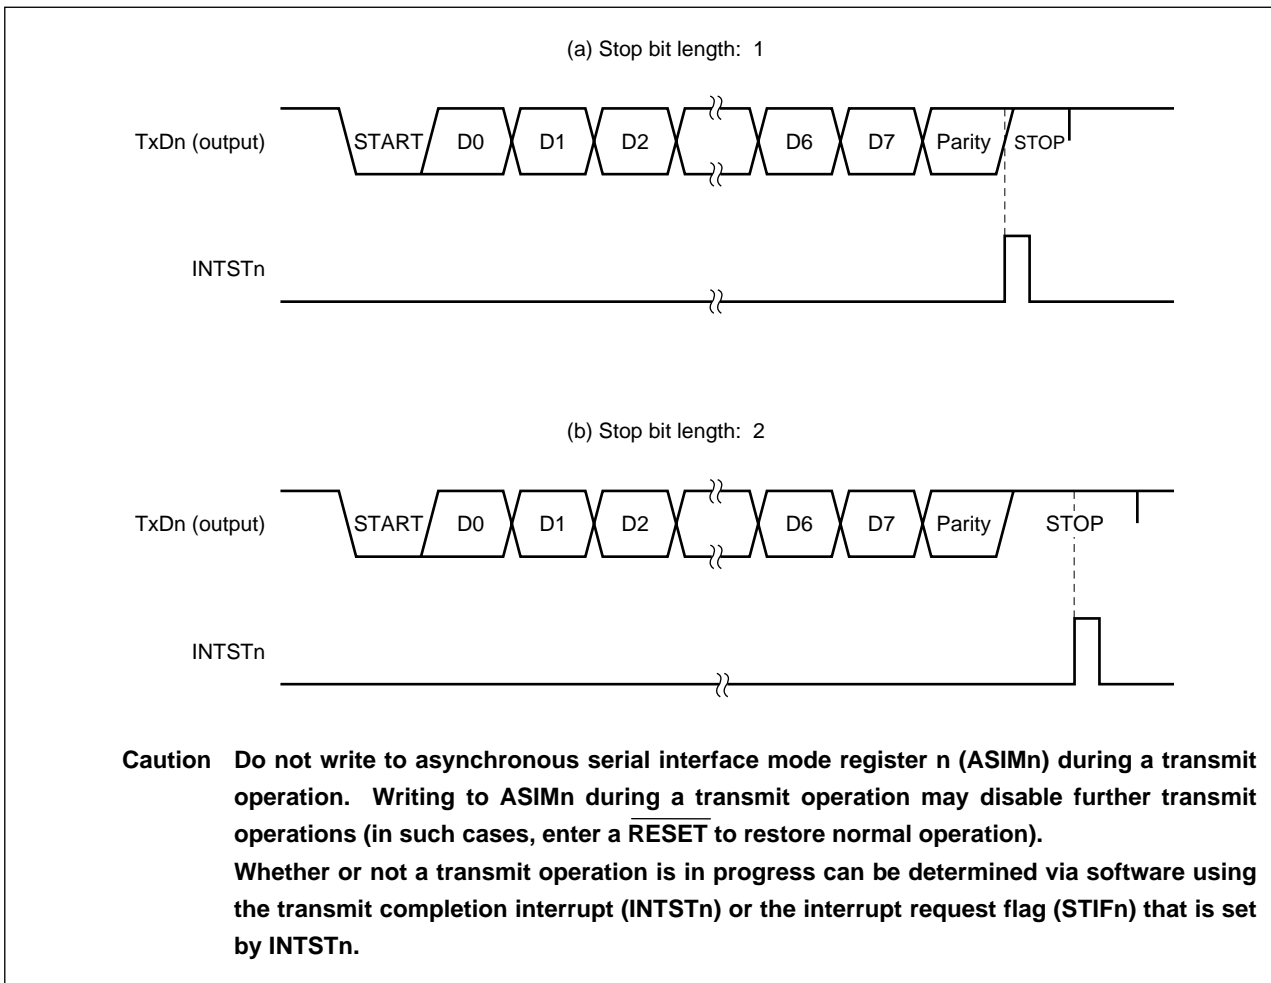 (a) Stop bit length: 1
TxDn (output)
START D0 D1 D2 D6 D7 Parity STOP
INTSTn
(b) Stop bit length: 2
TxDn (output)
START D0 D1 D2 D6 D7 Parity STOP
INTSTn
Caution Do not write to asynchronous serial interface mode register n (ASIMn) during a transmit
operation. Writing to ASIMn during a transmit operation may disable further transmit
operations (in such cases, enter a RESET to restore normal operation).
Whether or not a transmit operation is in progress can be determined via software using
the transmit completion interrupt (INTSTn) or the interrupt request flag (STIFn) that is set
by INTSTn.